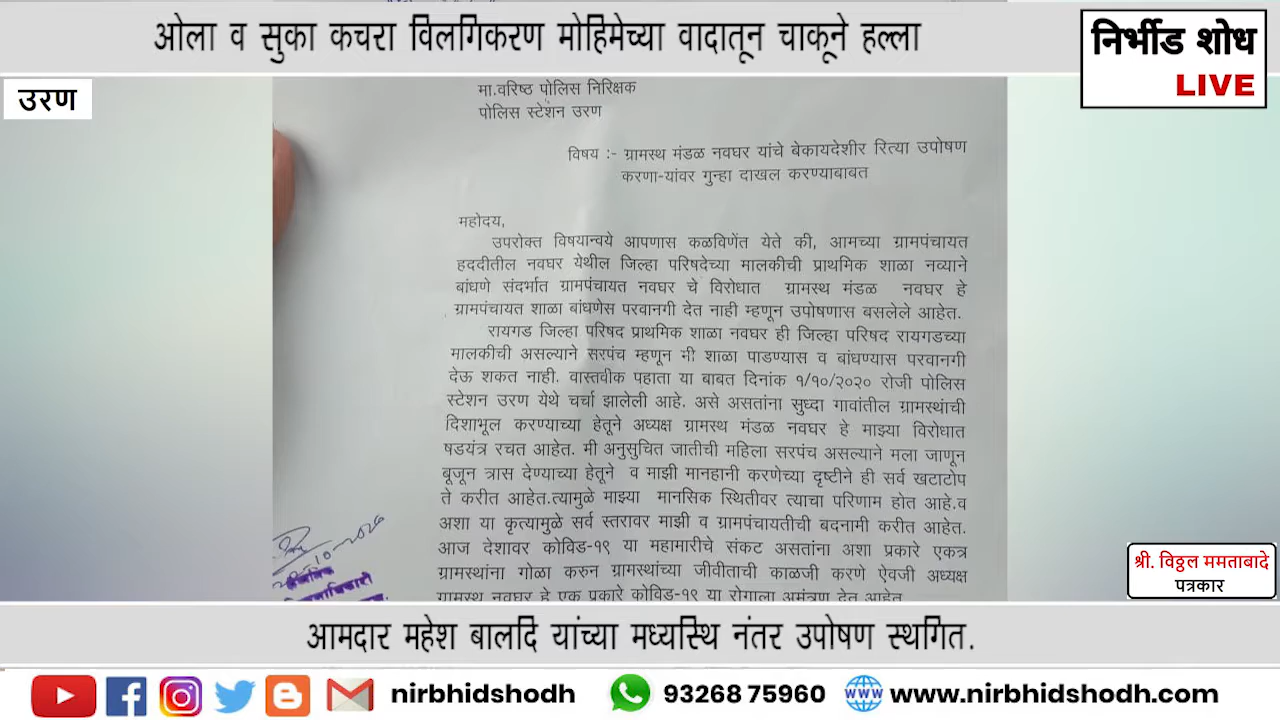 ओला व सुका कचरा विलगिकरण मोहिमेच्या वादातून चाकूने हल्ला
निर्भीड शोध
LIVE
उरण
मा.वरिष्ठ पोलिस निरिक्षक
पोलिस स्टेशन उरण
विषय :- ग्रामस्थ मंडळ नवघर यांचे बेकायदेशीर रित्या उपोषण
करणा-यांवर गुन्हा दाखल करण्याबाबत
महोदय,
उपरोक्त विषयान्वये आपणास कळविणेंत येते की, आमच्या ग्रामपंचायत
हददीतील नवघर येथील जिल्हा परिषदेच्या मालकीची प्राथमिक शाळा नव्याने
बांधणे संदर्भात ग्रामपंचायत नवघर चे विरोधात ग्रामस्थ मंडळ नवघर हे
ग्रामपंचायत शाळा बांधणेस परवानगी देत नाही म्हणून उपोषणास बसलेले आहेत.
रायगड जिल्हा परिषद प्राथमिक शाळा नवघर ही जिल्हा परिषद रायगडच्या
मालकीची असल्याने सरपंच म्हणून मी शाळा पाडण्यास व बांधण्यास परवानगी
देऊ शकत नाही. वास्तवीक पहाता या बाबत दिनांक १/१०/२०२० रोजी पोलिस
स्टेशन उरण येथे चर्चा झालेली आहे. असे असतांना सुध्दा गावांतील ग्रामस्थांची
दिशाभूल करण्याच्या हेतूने अध्यक्ष ग्रामस्थ मंडळ नवघर हे माझ्या विरोधात
षडयंत्र रचत आहेत. मी अनुसुचित जातीची महिला सरपंच असल्याने मला जाणून
बूजून त्रास देण्याच्या हेतूने व माझी मानहानी करणेच्या दृष्टीने ही सर्व खटाटोप
ते करीत आहेत.त्यामुळे माझ्या मानसिक स्थितीवर त्याचा परिणाम होत आहे.व
अशा या कृत्यामुळे सर्व स्तरावर माझी व ग्रामपंचायतीची बदनामी करीत आहेत.
आज देशावर कोविड-१९ या महामारीचे संकट असतांना अशा प्रकारे एकत्र
ग्रामस्थांना गोळा करुन ग्रामस्थांच्या जीवीताची काळजी करणे ऐवजी अध्यक्ष
ग्रामस्थ नवघर हे एक प्रकारे कोविड-१९ या रोगाला अमंत्रण देत आहेत
श्री. विठ्ठल ममताबादे
पत्रकार
आमदार महेश बालदि यांच्या मध्यस्थि नंतर उपोषण स्थगित.
nirbhidshodh 93268 75960 www.nirbhidshodh.com